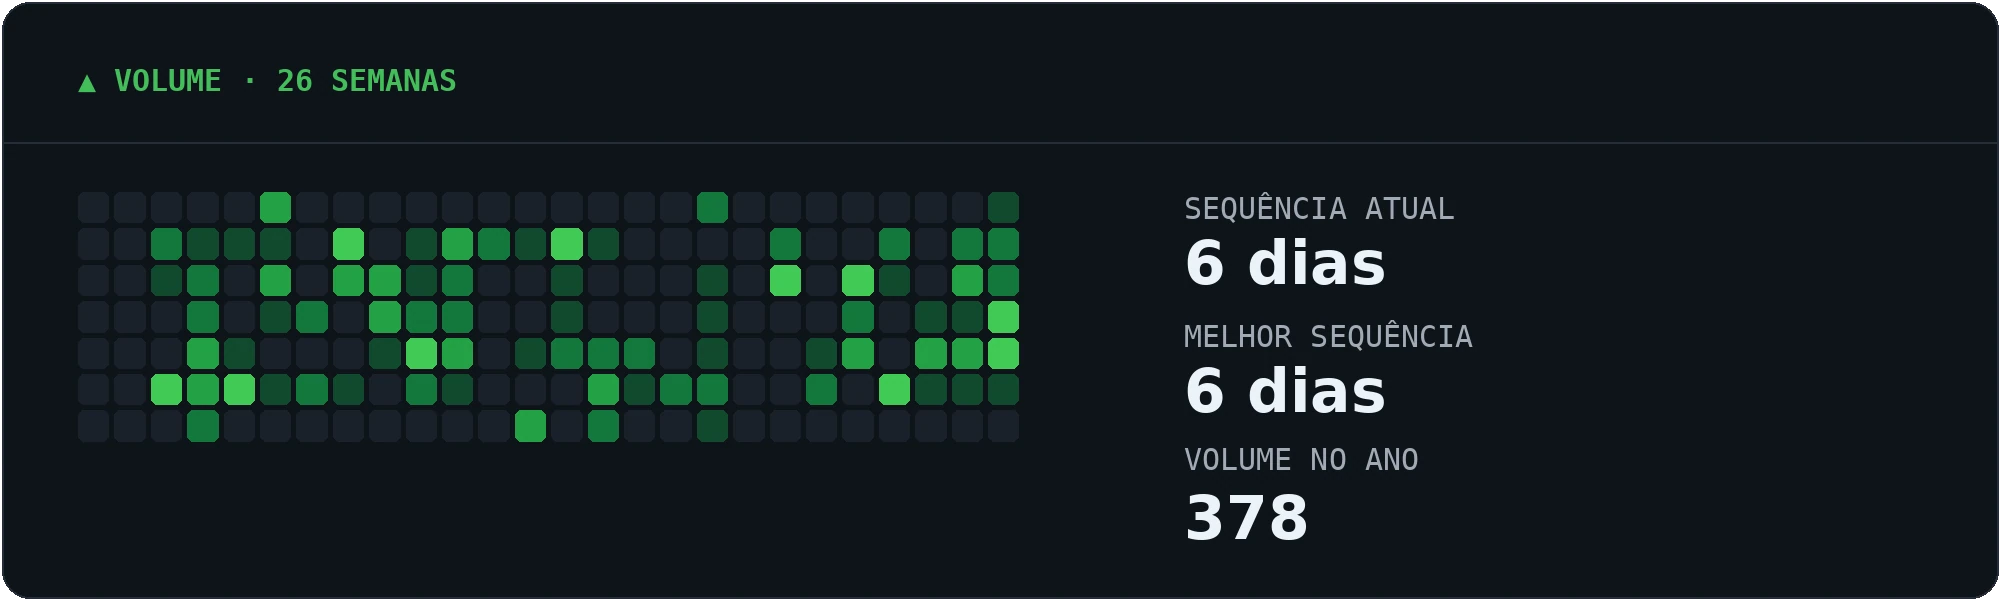 ▲ VOLUME · 26 SEMANAS
SEQUÊNCIA ATUAL
6 dias
MELHOR SEQUÊNCIA
6 dias
VOLUME NO ANO
378